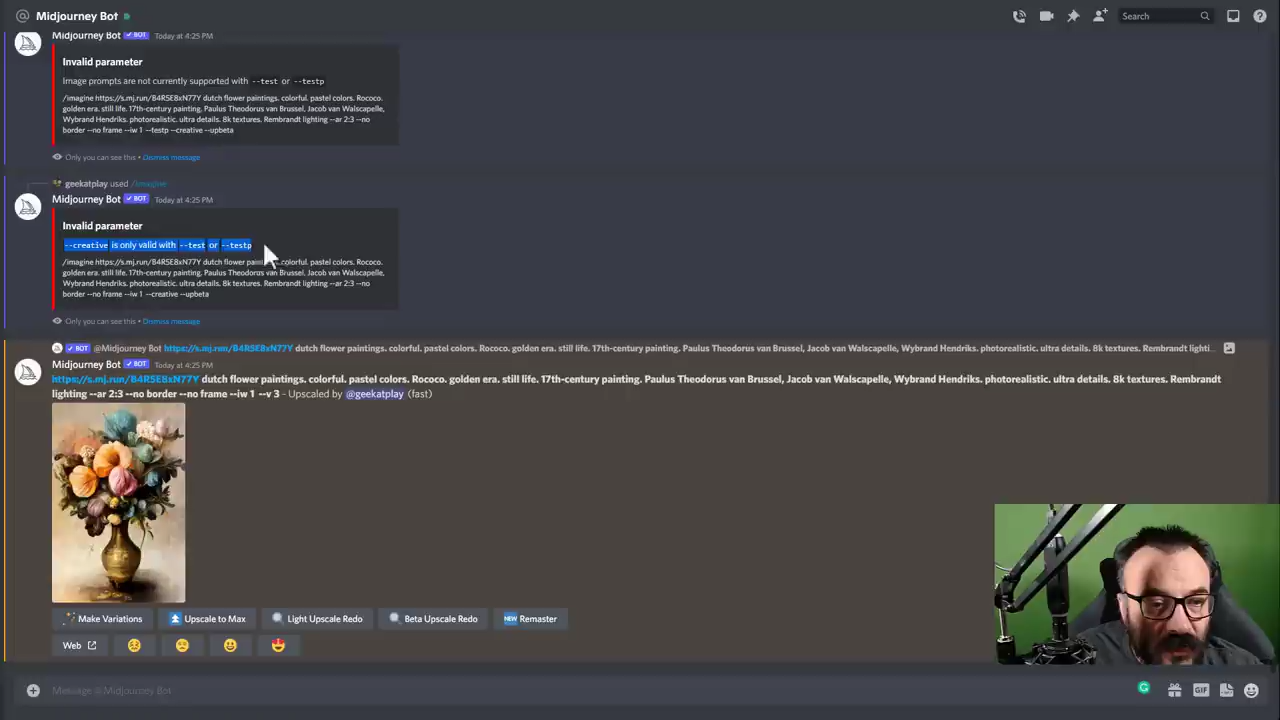 @ Midjourney Bot
Search
Midjourney Bot ✓ BOT Today at 4:25 PM
Invalid parameter
Image prompts are not currently supported with --test or --testp
/imagine https://s.mj.run/B4R5E8xN77Y dutch flower paintings. colorful. pastel colors. Rococo.
golden era. still life. 17th-century painting. Paulus Theodorus van Brussel, Jacob van Walscapelle,
Wybrand Hendriks. photorealistic. ultra details. 8k textures. Rembrandt lighting --ar 2:3 --no
border --no frame --iw 1 --testp --creative --upbeta
Only you can see this • Dismiss message
geekatplay used /imagine
Midjourney Bot ✓ BOT Today at 4:25 PM
Invalid parameter
--creative is only valid with --test or --testp
/imagine https://s.mj.run/B4R5E8xN77Y dutch flower colorful. pastel colors. Rococo.
golden era. still life. 17th-century painting. Paulus Theodorus van Brussel, Jacob van Walscapelle,
Wybrand Hendriks. photorealistic. ultra details. 8k textures. Rembrandt lighting --ar 2:3 --no
border --no frame --iw 1 --creative --upbeta
Only you can see this • Dismiss message
✓ BOT @Midjourney Bot https://s.mj.run/B4R5E8xN77Y dutch flower paintings. colorful. pastel colors. Rococo. golden era. still life. 17th-century painting. Paulus Theodorus van Brussel, Jacob van Walscapelle, Wybrand Hendriks. photorealistic. ultra details. 8k textures. Rembrandt lighti...
Midjourney Bot ✓ BOT Today at 4:25 PM
https://s.mj.run/B4R5E8xN77Y dutch flower paintings. colorful. pastel colors. Rococo. golden era. still life. 17th-century painting. Paulus Theodorus van Brussel, Jacob van Walscapelle, Wybrand Hendriks. photorealistic. ultra details. 8k textures. Rembrandt
lighting --ar 2:3 --no border --no frame --iw 1 --v 3 - Upscaled by @geekatplay (fast)
Make Variations Upscale to Max Light Upscale Redo Beta Upscale Redo NEW Remaster
Web
Message @Midjourney Bot
GIF